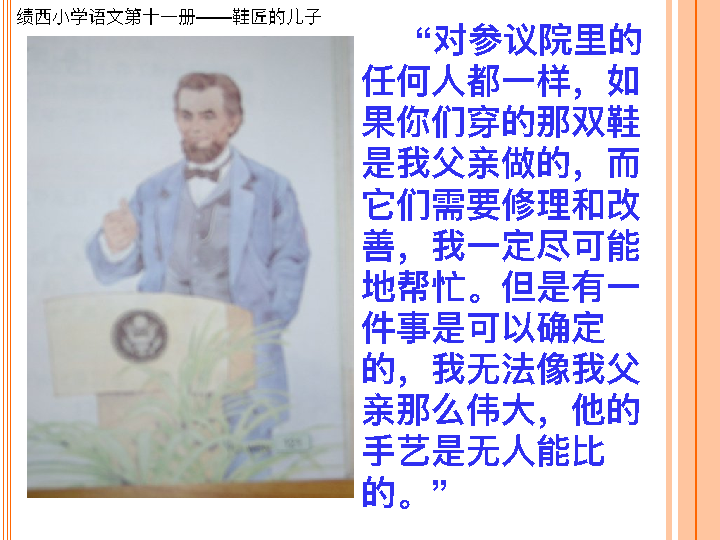 绩西小学语文第十一册——鞋匠的儿子
“对参议院里的
任何人都一样，如
果你们穿的那双鞋
是我父亲做的，而
它们需要修理和改
善，我一定尽可能
地帮忙。但是有一
件事是可以确定
的，我无法像我父
亲那么伟大，他的
手艺是无人能比
的。”